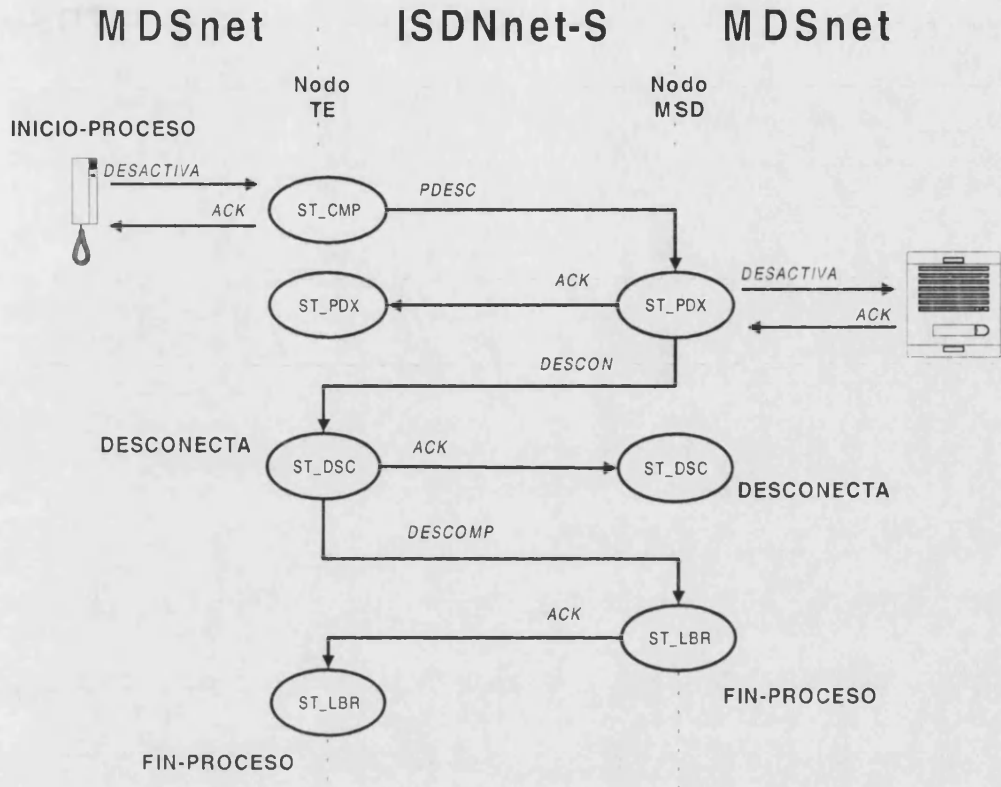 MDSnet ISDNnet-S MDSnet
Nodo
TE
Nodo
MSD
INICIO-PROCESO
DESACTIVA
ACK
ST_CMP
PDESC
ST_PDX
ACK
ST_PDX
DESACTIVA
ACK
DESCON
DESCONECTA
ST_DSC
ACK
ST_DSC
DESCONECTA
DESCOMP
ACK
ST_LBR
ST_LBR
FIN-PROCESO
FIN-PROCESO